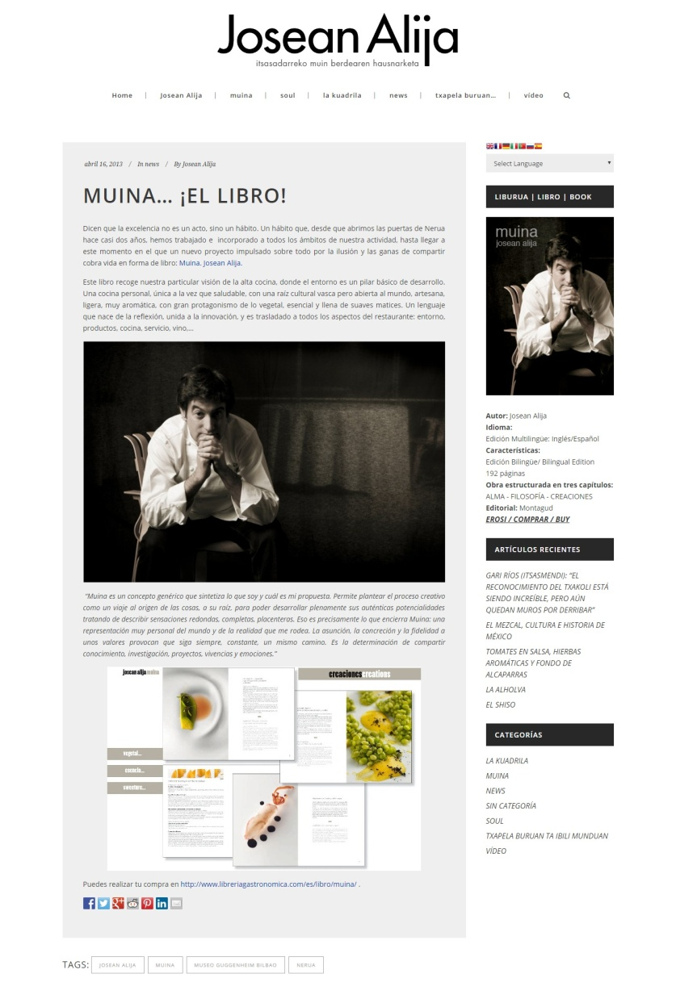 Josean Alija
itsasadarreko muin berdearen hausnarketa
Home | Josean Alija | muina | soul | la kuadrila | news | txapela buruan... | vídeo
abril 16, 2013 / In news / By Josean Alija
MUINA... ¡EL LIBRO!
Dicen que la excelencia no es un acto, sino un hábito. Un hábito que, desde que abrimos las puertas de Nerua
hace casi dos años, hemos trabajado e incorporado a todos los ámbitos de nuestra actividad, hasta llegar a
este momento en el que un nuevo proyecto impulsado sobre todo por la ilusión y las ganas de compartir
cobra vida en forma de libro: Muina. Josean Alija.
Este libro recoge nuestra particular visión de la alta cocina, donde el entorno es un pilar básico de desarrollo.
Una cocina personal, única a la vez que saludable, con una raíz cultural vasca pero abierta al mundo, artesana,
ligera, muy aromática, con gran protagonismo de lo vegetal, esencial y llena de suaves matices. Un lenguaje
que nace de la reflexión, unida a la innovación, y es trasladado a todos los aspectos del restaurante: entorno,
productos, cocina, servicio, vino,...
"Muina es un concepto genérico que sintetiza lo que soy y cuál es mi propuesta. Permite plantear el proceso creativo
como un viaje al origen de las cosas, a su raíz, para poder desarrollar plenamente sus auténticas potencialidades
tratando de describir sensaciones redondas, completas, placenteras. Eso es precisamente lo que encierra Muina: una
representación muy personal del mundo y de la realidad que me rodea. La asunción, la concreción y la fidelidad a
unos valores provocan que siga siempre, constante, un mismo camino. Es la determinación de compartir
conocimiento, investigación, proyectos, vivencias y emociones."
josean alija muina
creaciones creations
vegetal...
esencia...
Puedes realizar tu compra en http://www.libreriagastronomica.com/es/libro/muina/ .
TAGS: JOSEAN ALIJA MUINA MUSEO GUGGENHEIM BILBAO NERUA
Select Language
LIBURUA | LIBRO | BOOK
muina
josean alija
Autor: Josean Alija
Idioma:
Edición Multilingüe: Inglés/Español
Características:
Edición Bilingüe/ Bilingual Edition
192 páginas
Obra estructurada en tres capítulos:
ALMA - FILOSOFÍA - CREACIONES
Editorial: Montagud
EROSI / COMPRAR / BUY
ARTÍCULOS RECIENTES
GARI RÍOS (ITSASMENDI): "EL
RECONOCIMIENTO DEL TXAKOLI ESTÁ
SIENDO INCREÍBLE, PERO AÚN
QUEDAN MUROS POR DERRIBAR"
EL MEZCAL, CULTURA E HISTORIA DE
MÉXICO
TOMATES EN SALSA, HIERBAS
AROMÁTICAS Y FONDO DE
ALCAPARRAS
LA ALHOLVA
EL SHISO
CATEGORÍAS
LA KUADRILA
MUINA
NEWS
SIN CATEGORÍA
SOUL
TXAPELA BURUAN TA IBILI MUNDUAN
VÍDEO